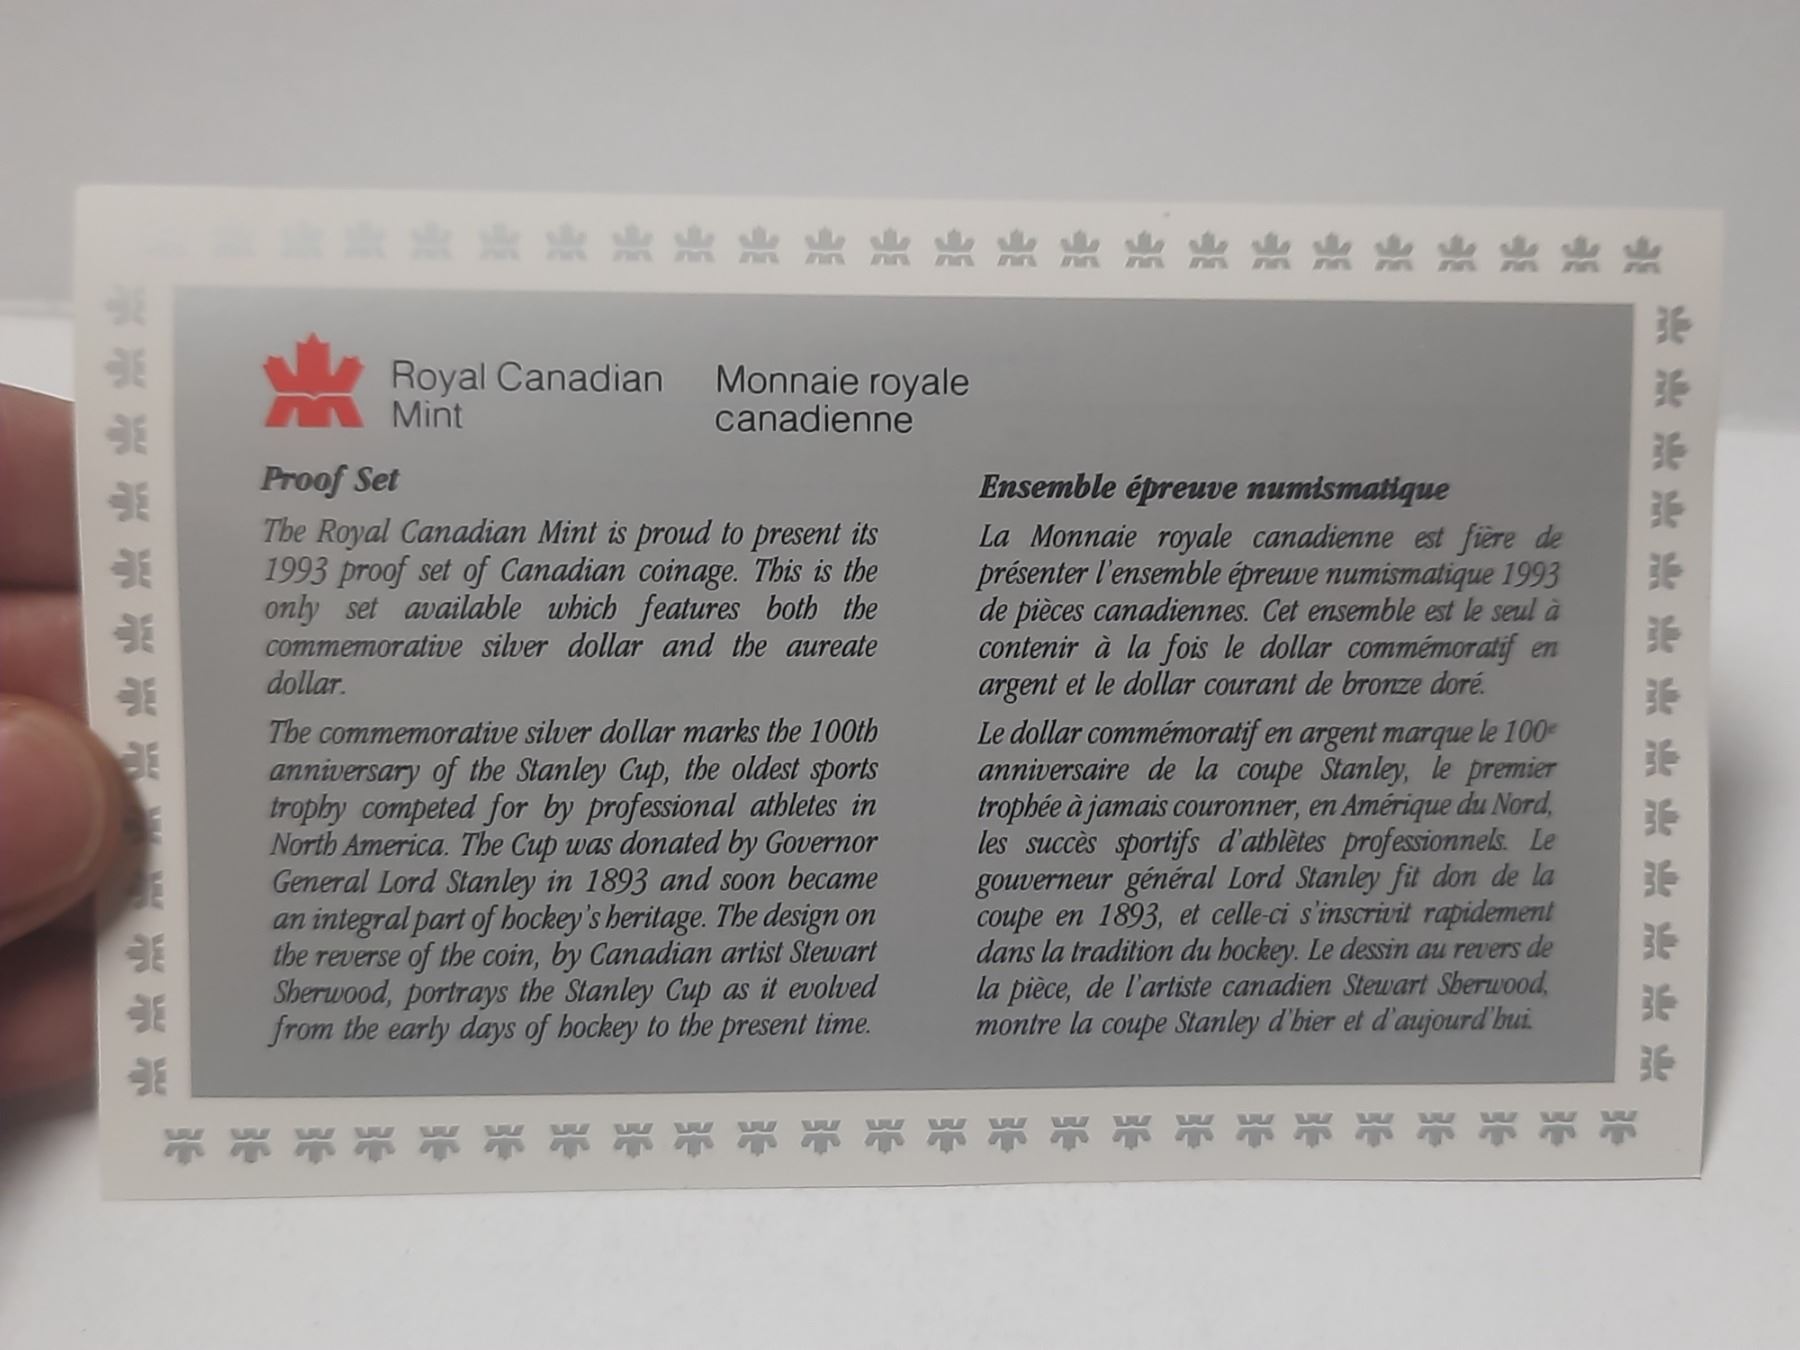 Royal Canadian
Mint
Monnaie royale
canadienne
Proof Set
The Royal Canadian Mint is proud to present its
1993 proof set of Canadian coinage. This is the
only set available which features both the
commemorative silver dollar and the aureate
dollar.
The commemorative silver dollar marks the 100th
anniversary of the Stanley Cup, the oldest sports
trophy competed for by professional athletes in
North America. The Cup was donated by Governor
General Lord Stanley in 1893 and soon became
an integral part of hockey's heritage. The design on
the reverse of the coin, by Canadian artist Stewart
Sherwood, portrays the Stanley Cup as it evolved
from the early days of hockey to the present time.
Ensemble épreuve numismatique
La Monnaie royale canadienne est fière de
présenter l'ensemble épreuve numismatique 1993
de pièces canadiennes. Cet ensemble est le seul à
contenir à la fois le dollar commémoratif en
argent et le dollar courant de bronze doré.
Le dollar commémoratif en argent marque le 100e
anniversaire de la coupe Stanley, le premier
trophée à jamais couronner, en Amérique du Nord,
les succès sportifs d'athlètes professionnels. Le
gouverneur général Lord Stanley fit don de la
coupe en 1893, et celle-ci s'inscrivit rapidement
dans la tradition du hockey. Le dessin au revers de
la pièce, de l'artiste canadien Stewart Sherwood,
montre la coupe Stanley d'hier et d'aujourd'hui.